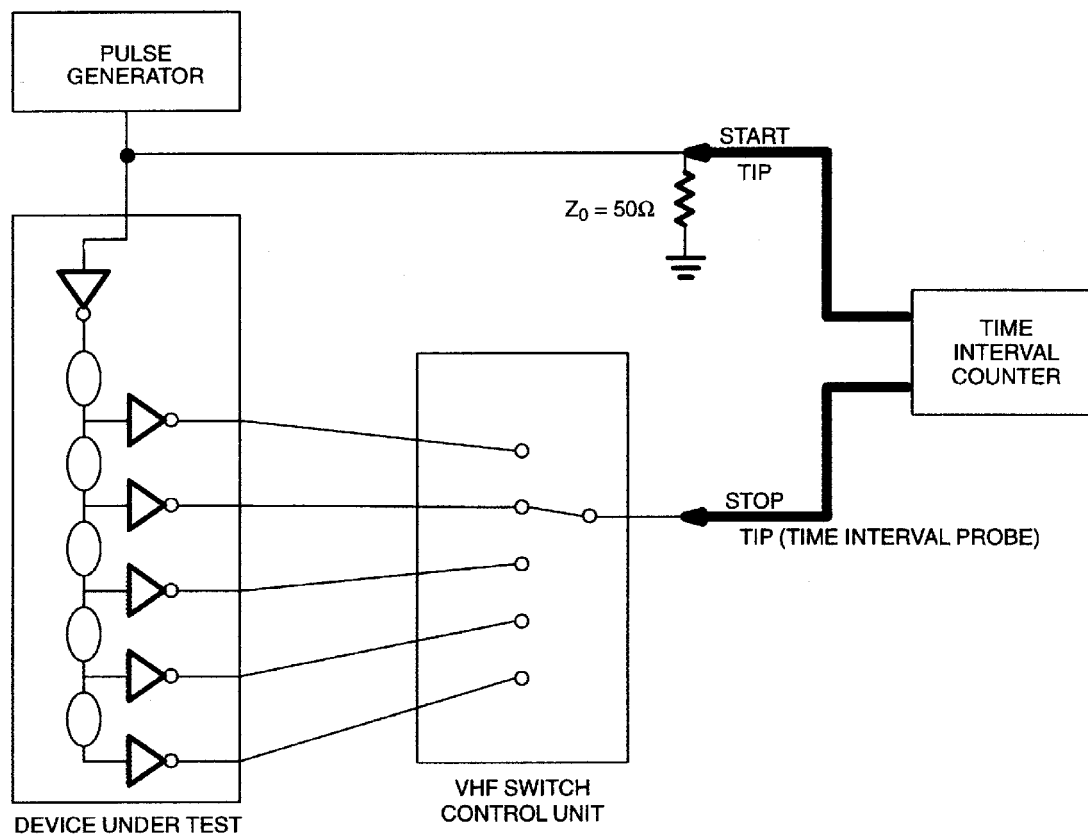 PULSE
GENERATOR
START
TIP
Z₀ = 50Ω
TIME
INTERVAL
COUNTER
STOP
TIP (TIME INTERVAL PROBE)
VHF SWITCH
CONTROL UNIT
DEVICE UNDER TEST